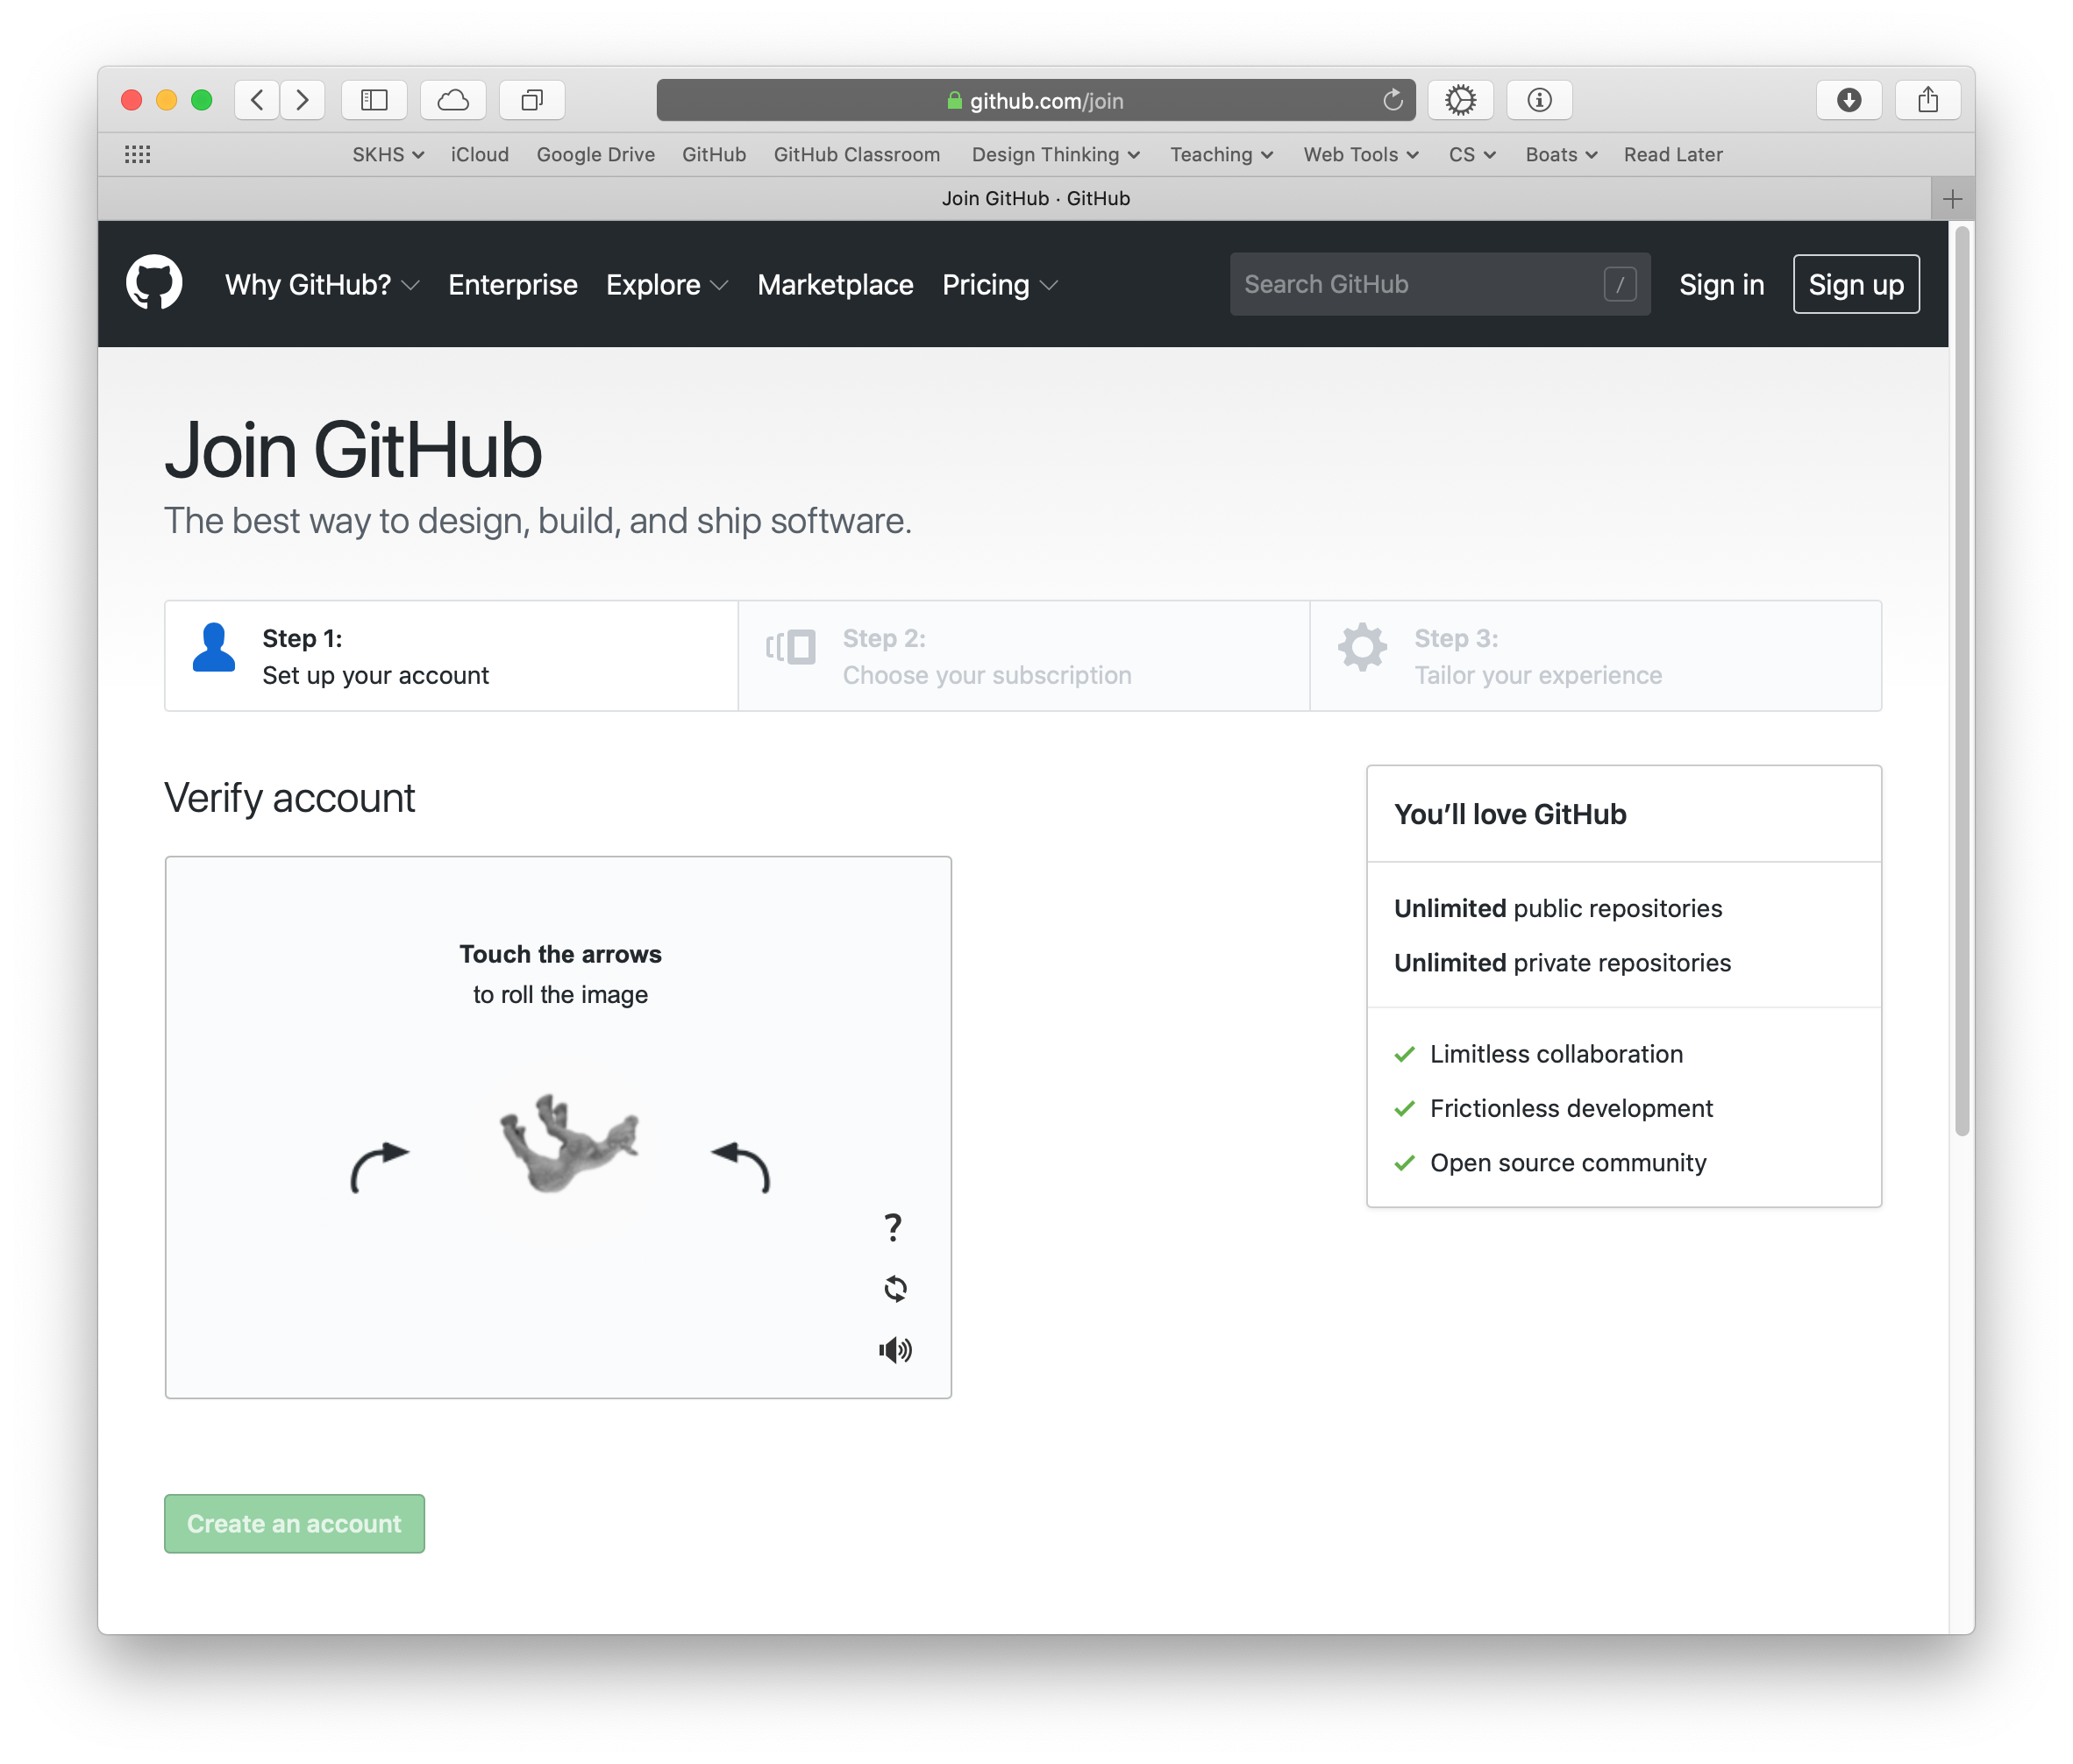 github.com/join
SKHS iCloud Google Drive GitHub GitHub Classroom Design Thinking Teaching Web Tools CS Boats Read Later
Join GitHub · GitHub
Why GitHub? Enterprise Explore Marketplace Pricing Search GitHub / Sign in Sign up
Join GitHub
The best way to design, build, and ship software.
Step 1:
Set up your account
Step 2:
Choose your subscription
Step 3:
Tailor your experience
Verify account
Touch the arrows
to roll the image
?
You’ll love GitHub
Unlimited public repositories
Unlimited private repositories
Limitless collaboration
Frictionless development
Open source community
Create an account